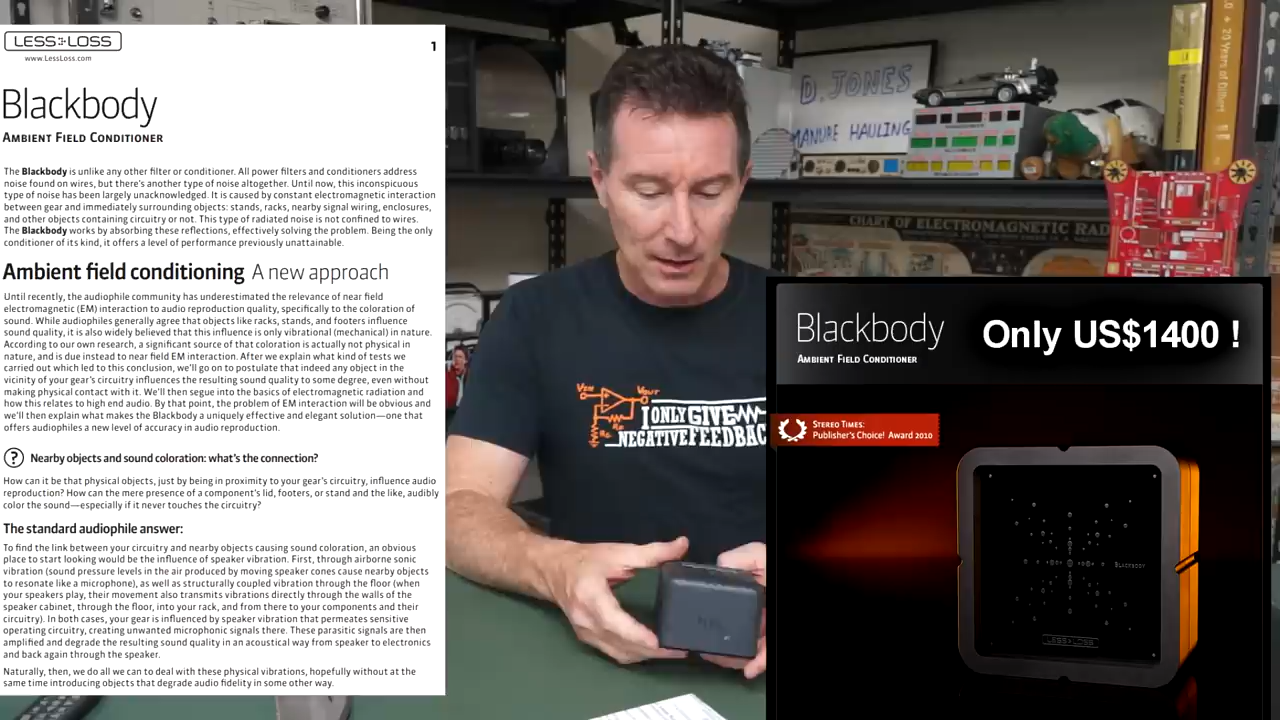 LESS LOSS
1
www.LessLoss.com
Blackbody
AMBIENT FIELD CONDITIONER
The Blackbody is unlike any other filter or conditioner. All power filters and conditioners address
noise found on wires, but there's another type of noise altogether. Until now, this inconspicuous
type of noise has been largely unacknowledged. It is caused by constant electromagnetic interaction
between gear and immediately surrounding objects: stands, racks, nearby signal wiring, enclosures,
and other objects containing circuitry or not. This type of radiated noise is not confined to wires.
The Blackbody works by absorbing these reflections, effectively solving the problem. Being the only
conditioner of its kind, it offers a level of performance previously unattainable.
Ambient field conditioning A new approach
Until recently, the audiophile community has underestimated the relevance of near field
electromagnetic (EM) interaction to audio reproduction quality, specifically to the coloration of
sound. While audiophiles generally agree that objects like racks, stands, and footers influence
sound quality, it is also widely believed that this influence is only vibrational (mechanical) in nature.
According to our own research, a significant source of that coloration is actually not physical in
nature, and is due instead to near field EM interaction. After we explain what kind of tests we
carried out which led to this conclusion, we'll go on to postulate that indeed any object in the
vicinity of your gear's circuitry influences the resulting sound quality to some degree, even without
making physical contact with it. We'll then segue into the basics of electromagnetic radiation and
how this relates to high end audio. By that point, the problem of EM interaction will be obvious and
we'll then explain what makes the Blackbody a uniquely effective and elegant solution—one that
offers audiophiles a new level of accuracy in audio reproduction.
? Nearby objects and sound coloration: what's the connection?
How can it be that physical objects, just by being in proximity to your gear's circuitry, influence audio
reproduction? How can the mere presence of a component's lid, footers, or stand and the like, audibly
color the sound—especially if it never touches the circuitry?
The standard audiophile answer:
To find the link between your circuitry and nearby objects causing sound coloration, an obvious
place to start looking would be the influence of speaker vibration. First, through airborne sonic
vibration (sound pressure levels in the air produced by moving speaker cones cause nearby objects
to resonate like a microphone), as well as structurally coupled vibration through the floor (when
your speakers play, their movement also transmits vibrations directly through the walls of the
speaker cabinet, through the floor, into your rack, and from there to your components and their
circuitry). In both cases, your gear is influenced by speaker vibration that permeates sensitive
operating circuitry, creating unwanted microphonic signals there. These parasitic signals are then
amplified and degrade the resulting sound quality in an acoustical way from speaker to electronics
and back again through the speaker.
Naturally, then, we do all we can to deal with these physical vibrations, hopefully without at the
same time introducing objects that degrade audio fidelity in some other way.
D. JONES
MANURE HAULING
20 Years of Dilbert
CHART OF ELECTROMAGNETIC RAD
VIN
VOUT
I ONLY GIVE
NEGATIVE FEEDBAC
Blackbody
AMBIENT FIELD CONDITIONER
Only US$1400 !
STEREO TIMES:
Publisher's Choice! Award 2010
BLACKBODY
LESS LOSS